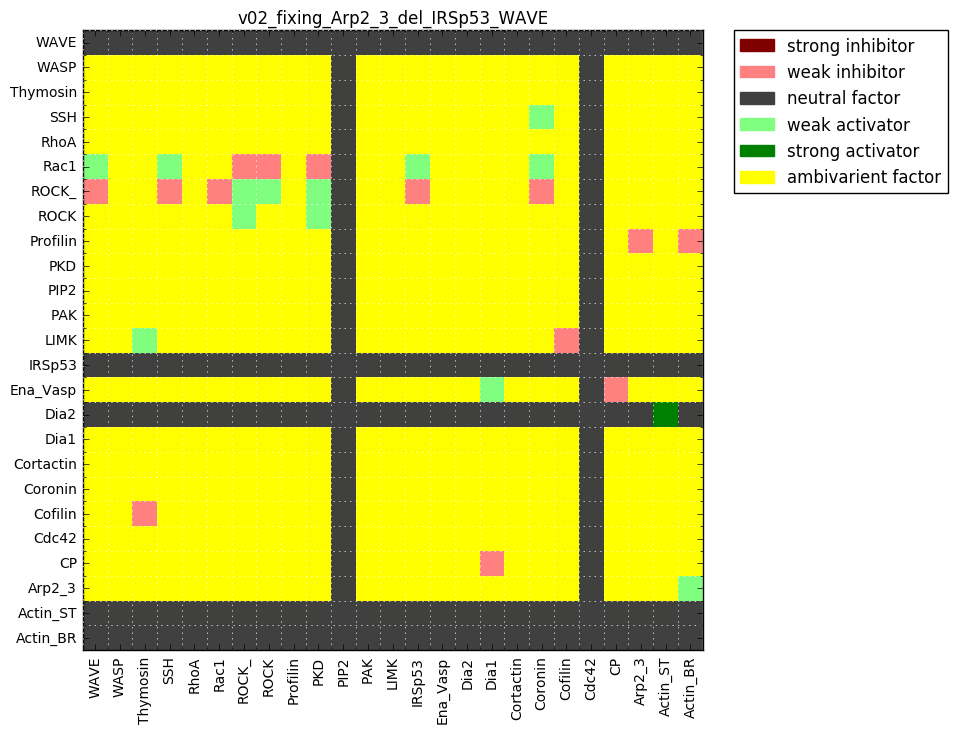 v02_fixing_Arp2_3_del_IRSp53_WAVE
WAVE
WASP
Thymosin
SSH
RhoA
Rac1
ROCK_
ROCK
Profilin
PKD
PIP2
PAK
LIMK
IRSp53
Ena_Vasp
Dia2
Dia1
Cortactin
Coronin
Cofilin
Cdc42
CP
Arp2_3
Actin_ST
Actin_BR
WAVE
WASP
Thymosin
SSH
RhoA
Rac1
ROCK_
ROCK
Profilin
PKD
PIP2
PAK
LIMK
IRSp53
Ena_Vasp
Dia2
Dia1
Cortactin
Coronin
Cofilin
Cdc42
CP
Arp2_3
Actin_ST
Actin_BR
strong inhibitor
weak inhibitor
neutral factor
weak activator
strong activator
ambivarient factor